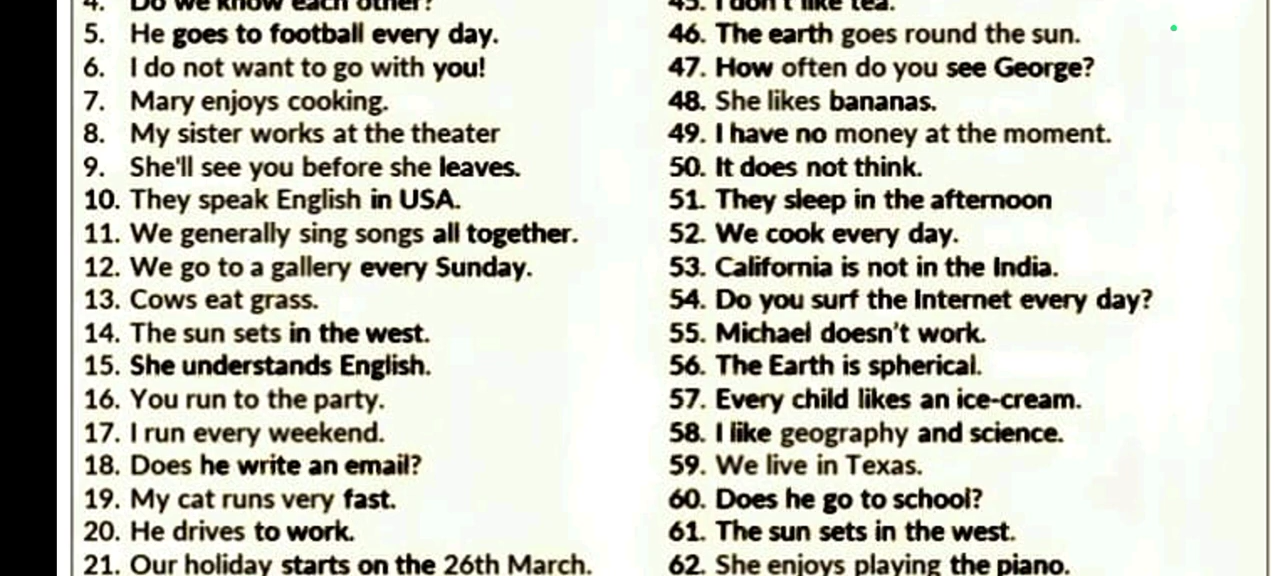 4. Do we know each other?
5. He goes to football every day.
6. I do not want to go with you!
7. Mary enjoys cooking.
8. My sister works at the theater
9. She'll see you before she leaves.
10. They speak English in USA.
11. We generally sing songs all together.
12. We go to a gallery every Sunday.
13. Cows eat grass.
14. The sun sets in the west.
15. She understands English.
16. You run to the party.
17. I run every weekend.
18. Does he write an email?
19. My cat runs very fast.
20. He drives to work.
21. Our holiday starts on the 26th March.
45. I don't like tea.
46. The earth goes round the sun.
47. How often do you see George?
48. She likes bananas.
49. I have no money at the moment.
50. It does not think.
51. They sleep in the afternoon
52. We cook every day.
53. California is not in the India.
54. Do you surf the Internet every day?
55. Michael doesn’t work.
56. The Earth is spherical.
57. Every child likes an ice-cream.
58. I like geography and science.
59. We live in Texas.
60. Does he go to school?
61. The sun sets in the west.
62. She enjoys playing the piano.